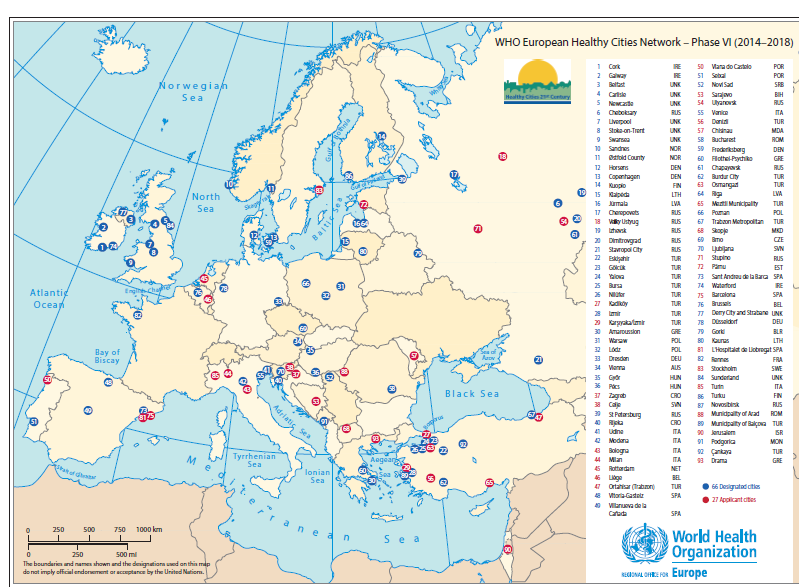 WHO European Healthy Cities Network – Phase VI (2014–2018)
Healthy Cities 21st Century
Norwegian
Sea
North
Sea
Gulf of Bothnia
Baltic Sea
Atlantic
Ocean
English Channel
Bay of
Biscay
Strait of Gibraltar
Mediterranean Sea
Tyrrhenian
Sea
Adriatic Sea
Ionian
Sea
Aegean
Sea
Black Sea
Sea of
Azov
1 Cork IRE
2 Galway IRE
3 Belfast UNK
4 Carlisle UNK
5 Newcastle UNK
6 Cheboksary RUS
7 Liverpool UNK
8 Stoke-on-Trent UNK
9 Swansea UNK
10 Sandnes NOR
11 Østfold County NOR
12 Horsens DEN
13 Copenhagen DEN
14 Kuopio FIN
15 Klaipėda LTH
16 Jūrmala LVA
17 Cherepovets RUS
18 Veliky Ustyug RUS
19 Izhevsk RUS
20 Dimitrovgrad RUS
21 Stavropol City RUS
22 Eskişehir TUR
23 Gölcük TUR
24 Yalova TUR
25 Bursa TUR
26 Nilüfer TUR
27 Kadiköy TUR
28 Izmir TUR
29 Karşiyaka/Izmir TUR
30 Amaroussion GRE
31 Warsaw POL
32 Lódz POL
33 Dresden DEU
34 Vienna AUS
35 Győr HUN
36 Pécs HUN
37 Zagreb CRO
38 Celje SVN
39 St Petersburg RUS
40 Rijeka CRO
41 Udine ITA
42 Modena ITA
43 Bologna ITA
44 Milan ITA
45 Rotterdam NET
46 Liège BEL
47 Ortahisar (Trabzon) TUR
48 Vitoria-Gasteiz SPA
49 Villanueva de la
Cañada SPA
50 Viana do Castelo POR
51 Seixal POR
52 Novi Sad SRB
53 Sarajevo BIH
54 Ulyanovsk RUS
55 Venice ITA
56 Denizli TUR
57 Chisinau MDA
58 Bucharest ROM
59 Frederiksberg DEN
60 Filothei-Psychiko GRE
61 Chapayevsk RUS
62 Burdur City TUR
63 Osmangazi TUR
64 Riga LVA
65 Mezitli Municipality TUR
66 Poznan POL
67 Trabzon Metropolitan TUR
68 Skopje MKD
69 Brno CZE
70 Ljubljana SVN
71 Stupino RUS
72 Pärnu EST
73 Sant Andreu de la Barca SPA
74 Waterford IRE
75 Barcelona SPA
76 Brussels BEL
77 Derry City and Strabane UNK
78 Düsseldorf DEU
79 Gorki BLR
80 Kaunas LTH
81 L'Hospitalet de Llobregat SPA
82 Rennes FRA
83 Stockholm SWE
84 Sunderland UNK
85 Turin ITA
86 Turku FIN
87 Novosibirsk RUS
88 Municipality of Arad ROM
89 Municipality of Balçova TUR
90 Jerusalem ISR
91 Podgorica MON
92 Çankaya TUR
93 Drama GRE
66 Designated cities
27 Applicant cities
0 250 500 750 1000 km
0 250 500 mi
The boundaries and names shown and the designations used on this map
do not imply official endorsement or acceptance by the United Nations.
World Health
Organization
REGIONAL OFFICE FOR Europe